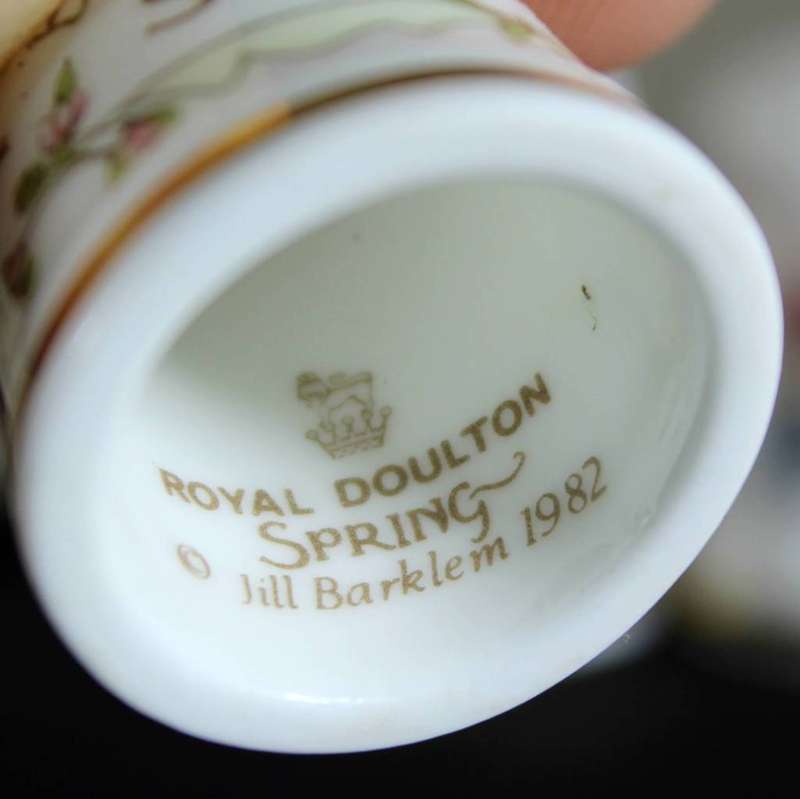 ROYAL DOULTON
SPRING
© Jill Barklem 1982